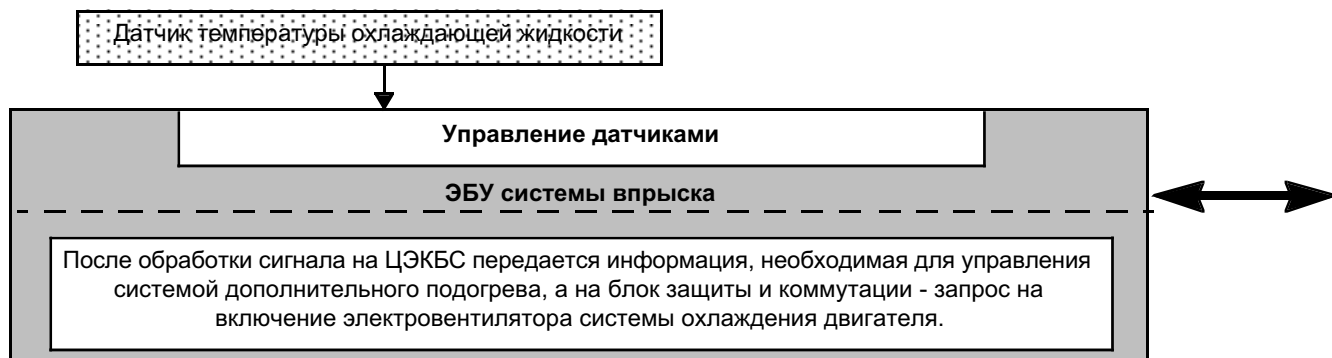 Датчик температуры охлаждающей жидкости
Управление датчиками
ЭБУ системы впрыска
После обработки сигнала на ЦЭКБС передается информация, необходимая для управления
системой дополнительного подогрева, а на блок защиты и коммутации - запрос на
включение электровентилятора системы охлаждения двигателя.